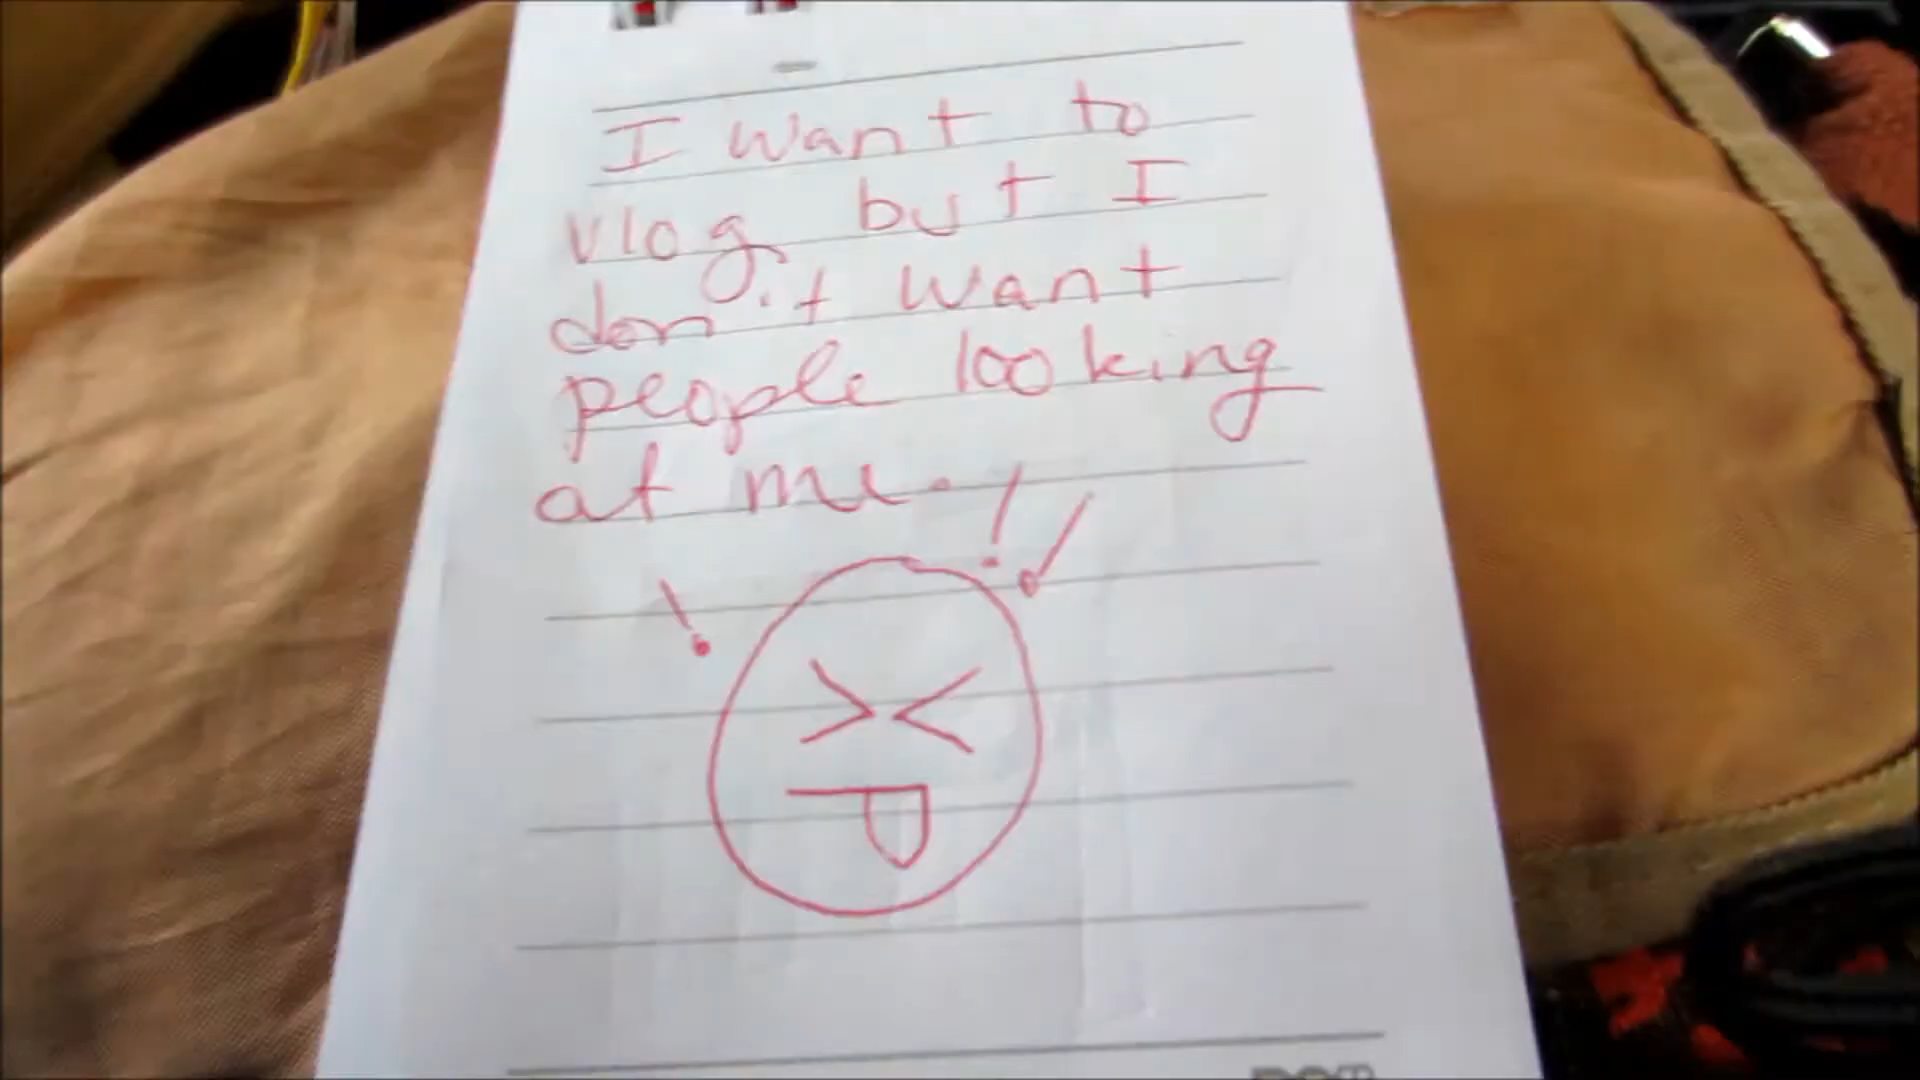 I want to
vlog but I
don't want
people looking
at me.
! ! !